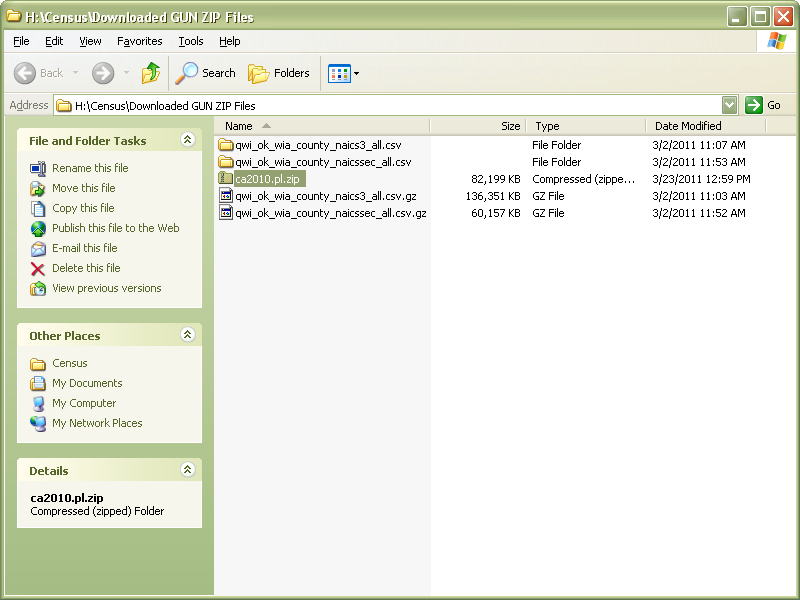 H:\Census\Downloaded GUN ZIP Files
File Edit View Favorites Tools Help
Back Search Folders
Address H:\Census\Downloaded GUN ZIP Files Go
File and Folder Tasks
Rename this file
Move this file
Copy this file
Publish this file to the Web
E-mail this file
Delete this file
View previous versions
Other Places
Census
My Documents
My Computer
My Network Places
Details
ca2010.pl.zip
Compressed (zipped) Folder
Name Size Type Date Modified
qwi_ok_wia_county_naics3_all.csv File Folder 3/2/2011 11:07 AM
qwi_ok_wia_county_naicssec_all.csv File Folder 3/2/2011 11:53 AM
ca2010.pl.zip 82,199 KB Compressed (zippe... 3/23/2011 12:59 PM
qwi_ok_wia_county_naics3_all.csv.gz 136,351 KB GZ File 3/2/2011 11:03 AM
qwi_ok_wia_county_naicssec_all.csv.gz 60,157 KB GZ File 3/2/2011 11:52 AM